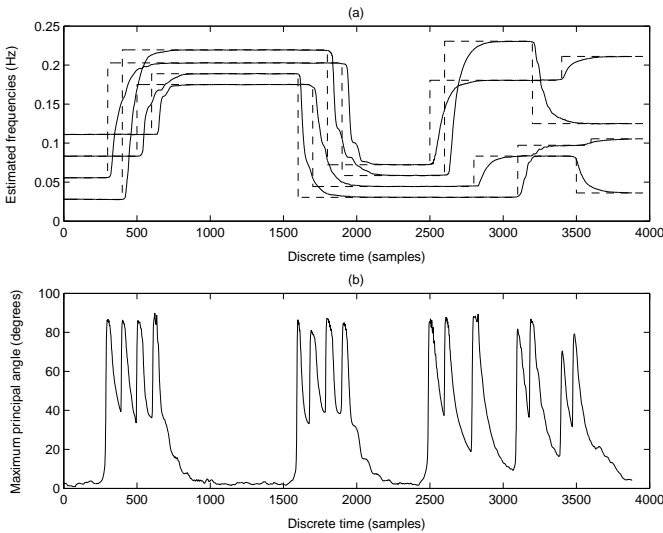 (a)
Estimated frequencies (Hz)
0.25
0.2
0.15
0.1
0.05
0
0 500 1000 1500 2000 2500 3000 3500 4000
Discrete time (samples)
(b)
Maximum principal angle (degrees)
100
80
60
40
20
0
0 500 1000 1500 2000 2500 3000 3500 4000
Discrete time (samples)